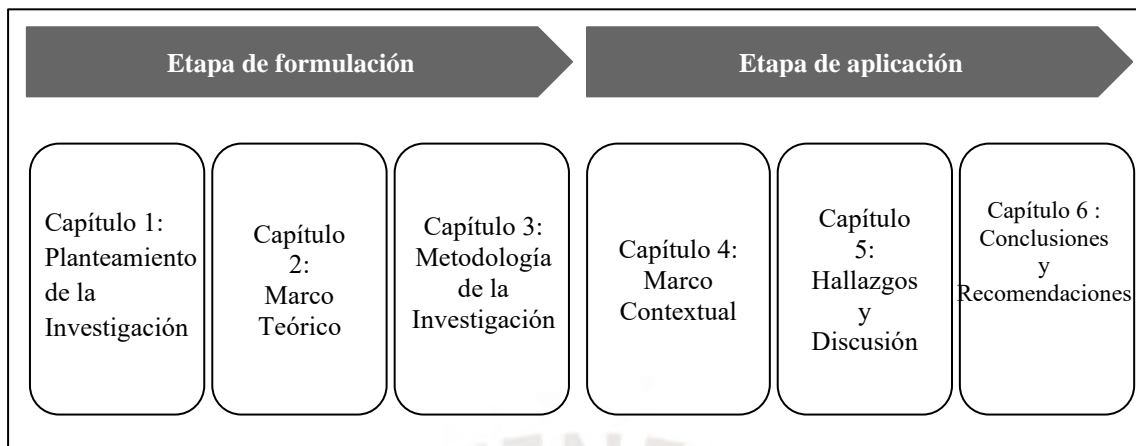 Etapa de formulación
Etapa de aplicación
Capítulo 1:
Planteamiento
de la
Investigación
Capítulo
2:
Marco
Teórico
Capítulo 3:
Metodología
de la
Investigación
Capítulo 4:
Marco
Contextual
Capítulo
5:
Hallazgos
y
Discusión
Capítulo 6 :
Conclusiones
y
Recomendaciones